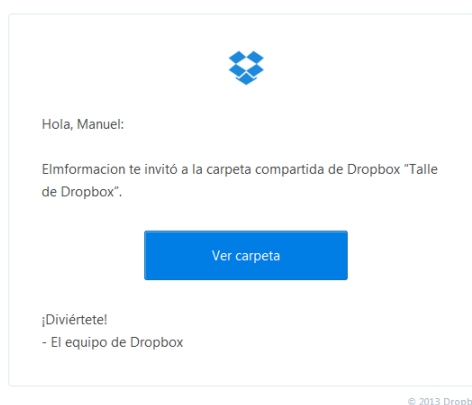 Hola, Manuel:
Elmformacion te invitó a la carpeta compartida de Dropbox "Talle
de Dropbox".
Ver carpeta
¡Diviértete!
- El equipo de Dropbox
© 2013 Dropb